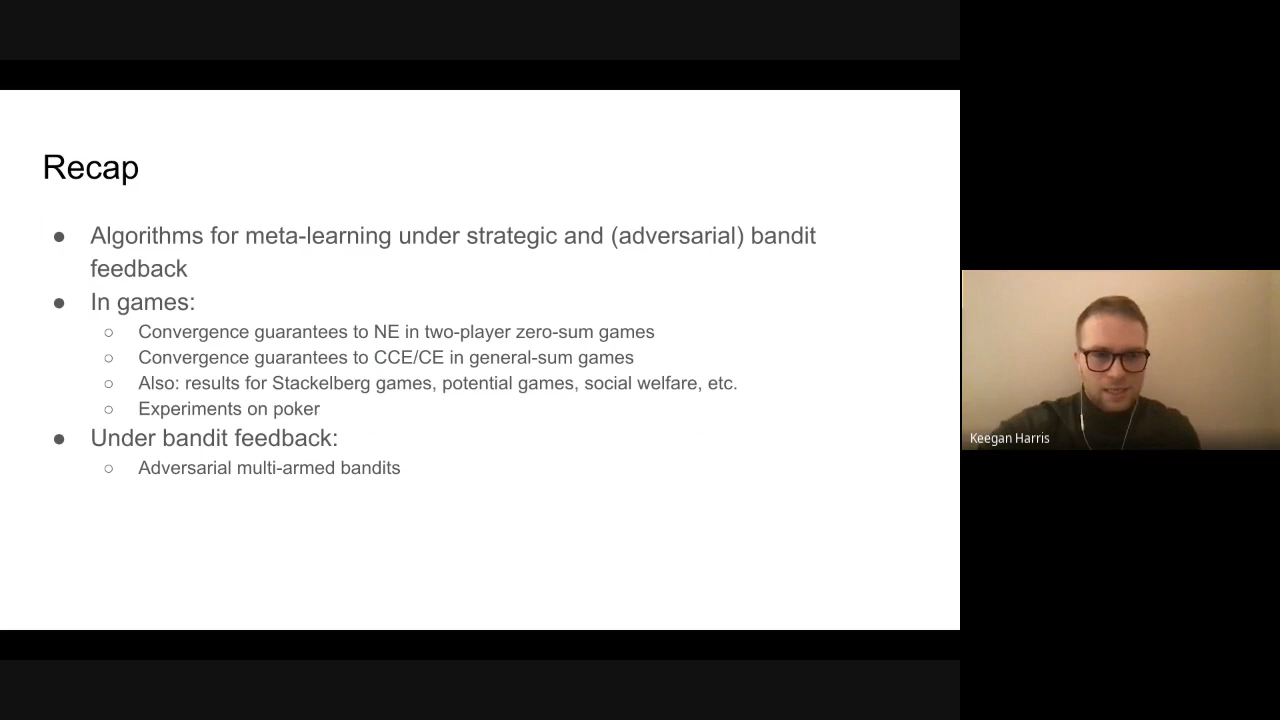 Recap
● Algorithms for meta-learning under strategic and (adversarial) bandit
feedback
● In games:
○ Convergence guarantees to NE in two-player zero-sum games
○ Convergence guarantees to CCE/CE in general-sum games
○ Also: results for Stackelberg games, potential games, social welfare, etc.
○ Experiments on poker
● Under bandit feedback:
○ Adversarial multi-armed bandits
Keegan Harris